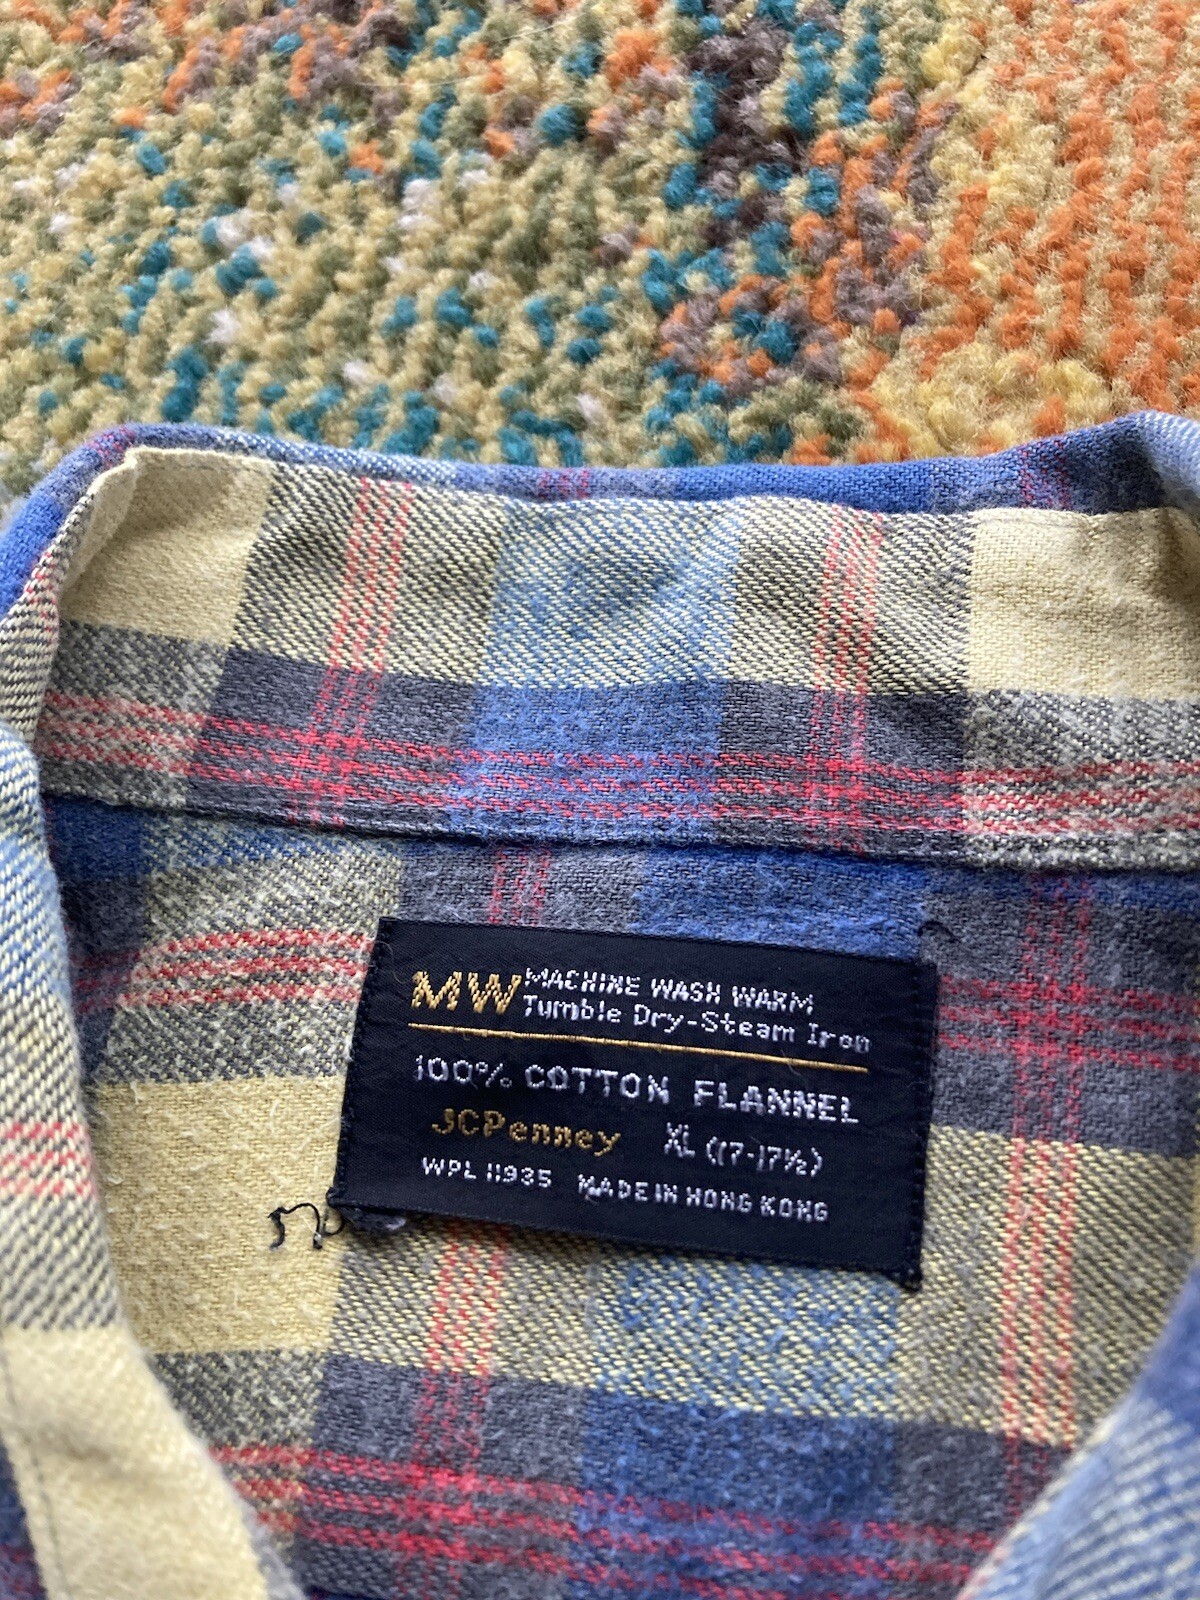 MW MACHINE WASH WARM
Tumble Dry-Steam Iron
100% COTTON FLANNEL
JCPenney XL (17-17½)
WPL 11935 MADE IN HONG KONG